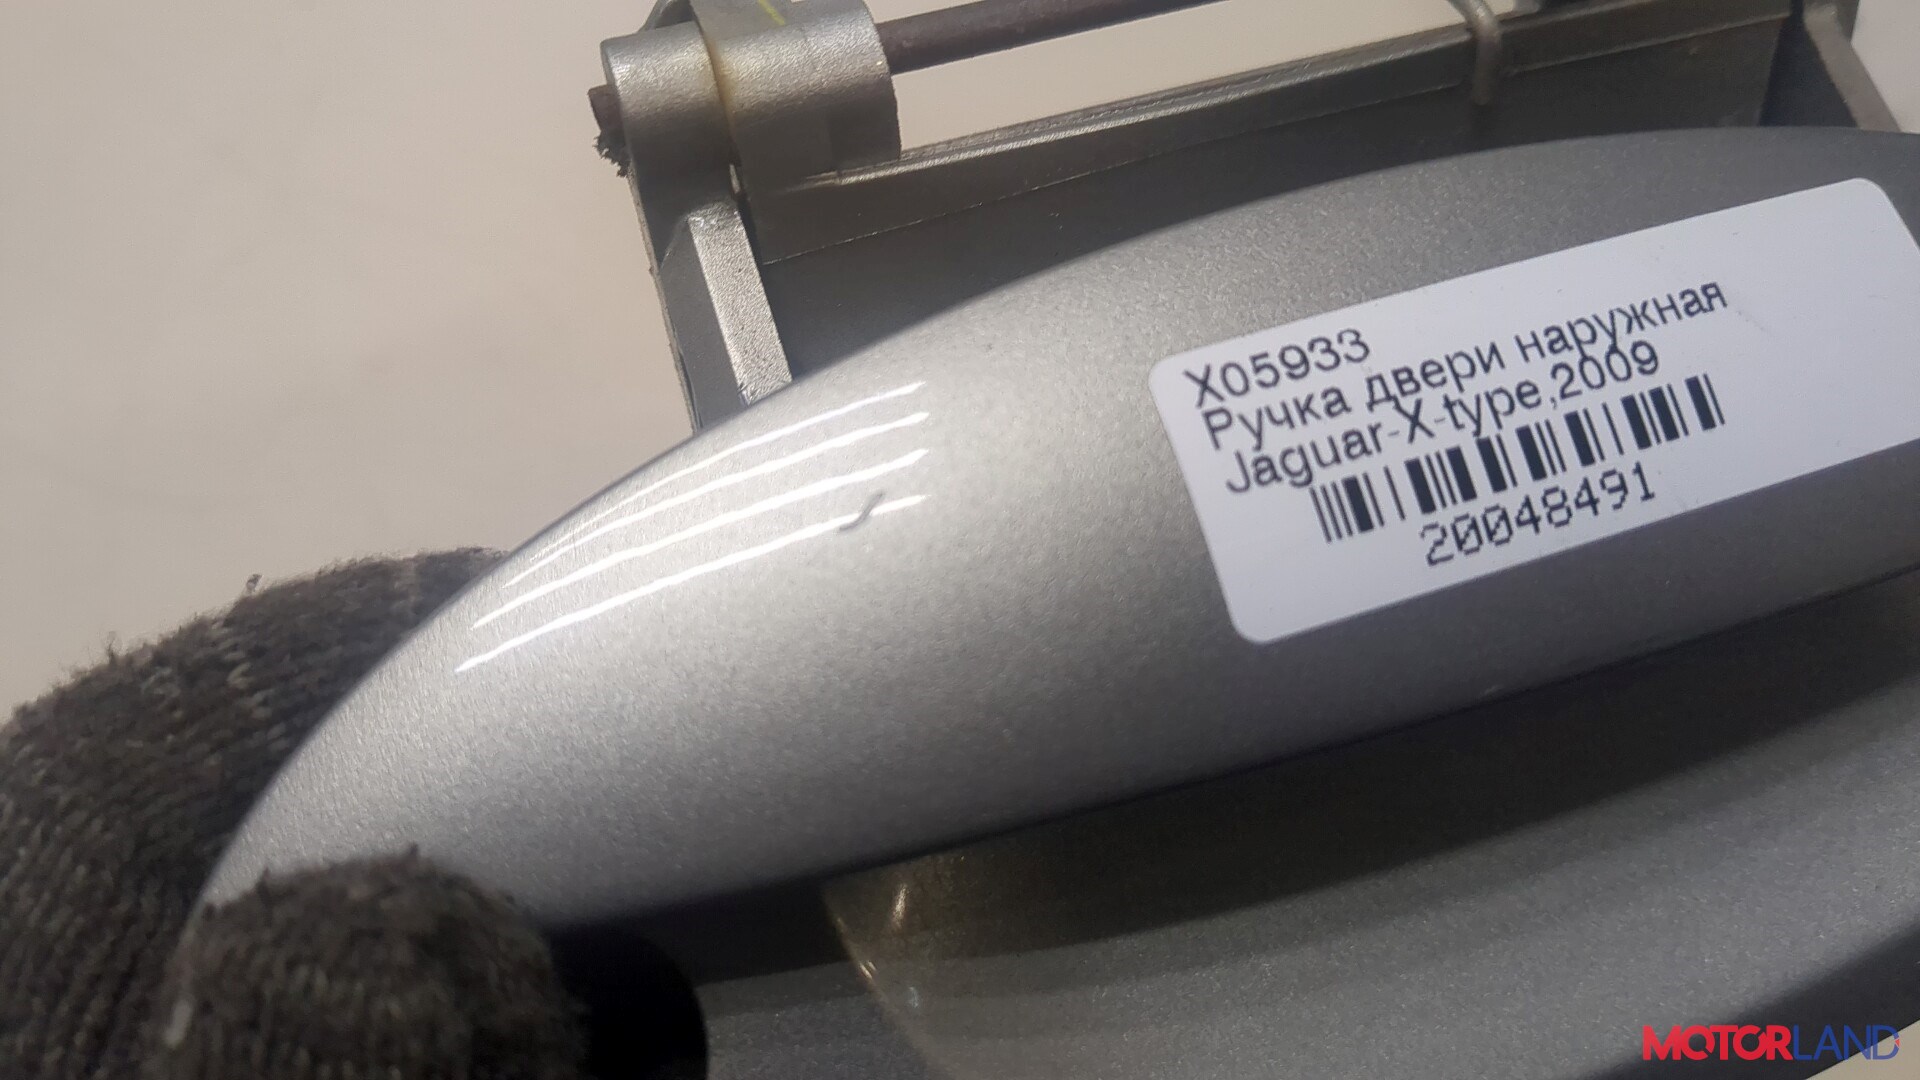 X05933
Ручка двери наружная
Jaguar-X-type,2009
20048491
MOTORLAND